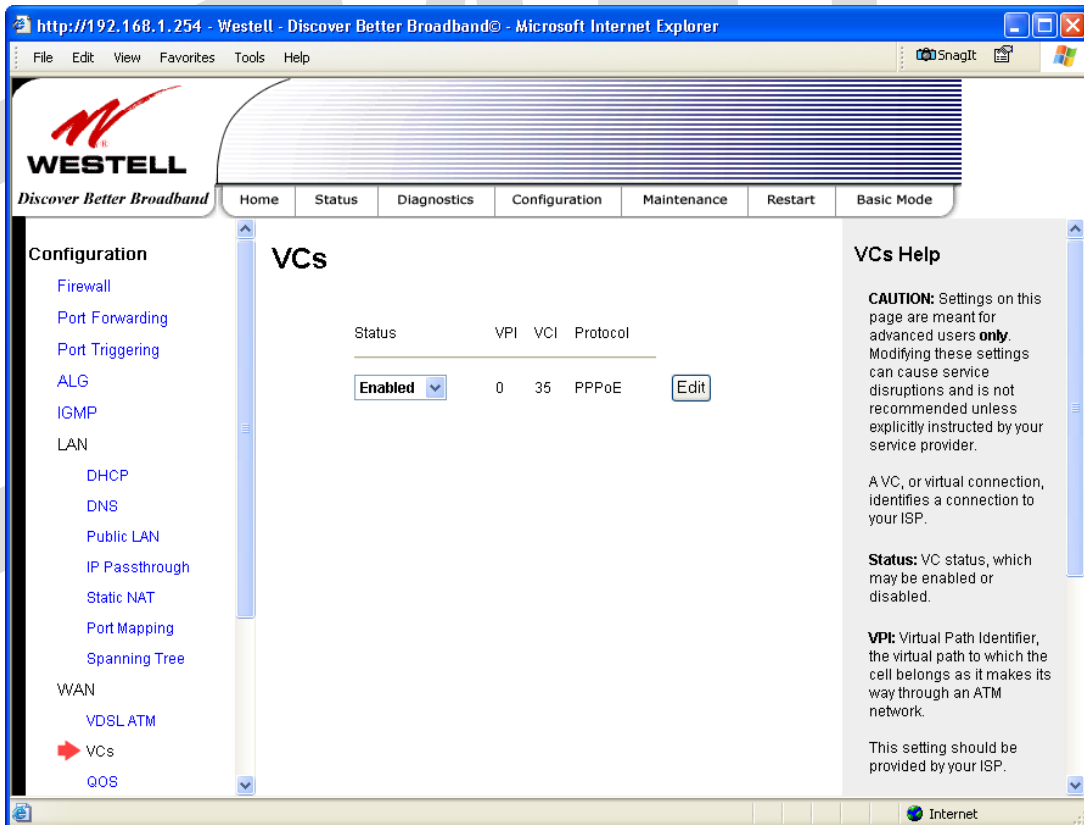 http://192.168.1.254 - Westell - Discover Better Broadband© - Microsoft Internet Explorer
File Edit View Favorites Tools Help
SnagIt
WESTELL
Discover Better Broadband
Home Status Diagnostics Configuration Maintenance Restart Basic Mode
Configuration
Firewall
Port Forwarding
Port Triggering
ALG
IGMP
LAN
DHCP
DNS
Public LAN
IP Passthrough
Static NAT
Port Mapping
Spanning Tree
WAN
VDSL ATM
VCs
QOS
VCs
Status VPI VCI Protocol
Enabled 0 35 PPPoE Edit
VCs Help
CAUTION: Settings on this
page are meant for
advanced users only.
Modifying these settings
can cause service
disruptions and is not
recommended unless
explicitly instructed by your
service provider.
A VC, or virtual connection,
identifies a connection to
your ISP.
Status: VC status, which
may be enabled or
disabled.
VPI: Virtual Path Identifier,
the virtual path to which the
cell belongs as it makes its
way through an ATM
network.
This setting should be
provided by your ISP.
Internet